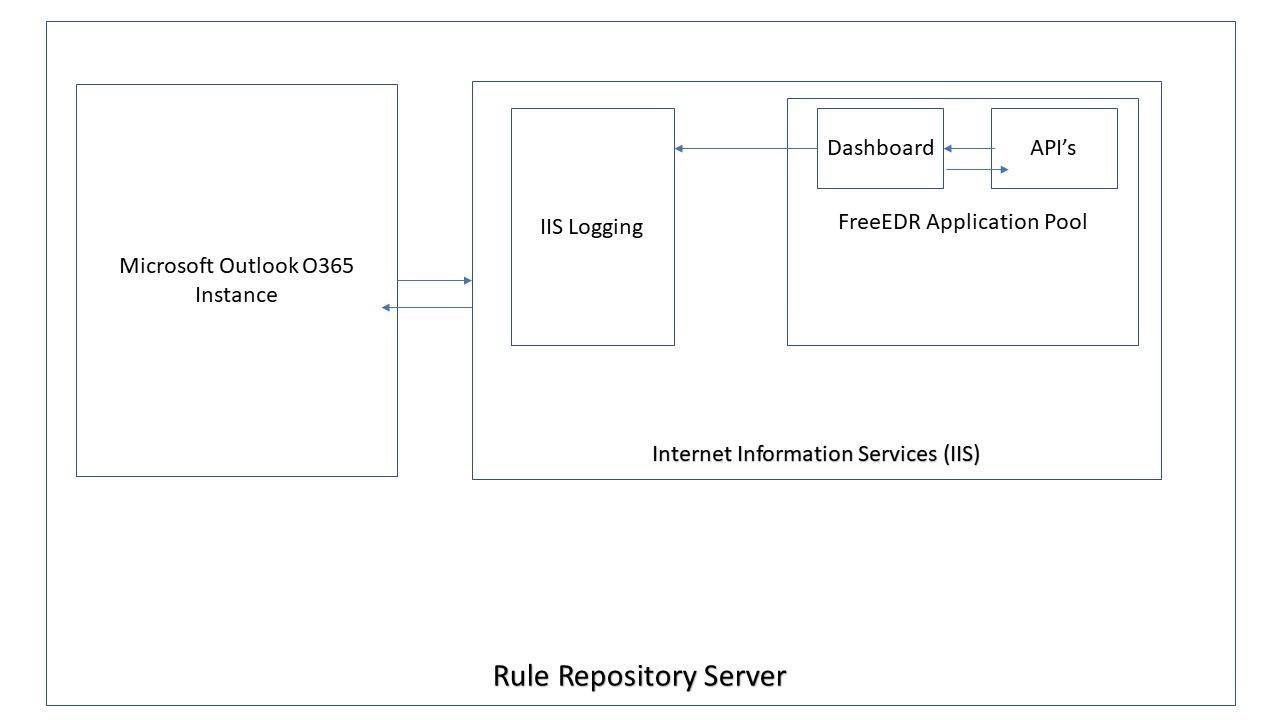 Dashboard
API’s
FreeEDR Application Pool
IIS Logging
Microsoft Outlook O365
Instance
Internet Information Services (IIS)
Rule Repository Server